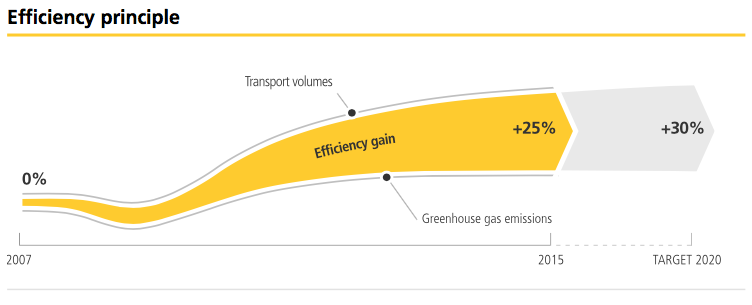 Efficiency principle
Transport volumes
Efficiency gain
+25%
+30%
0%
Greenhouse gas emissions
2007
2015
TARGET 2020